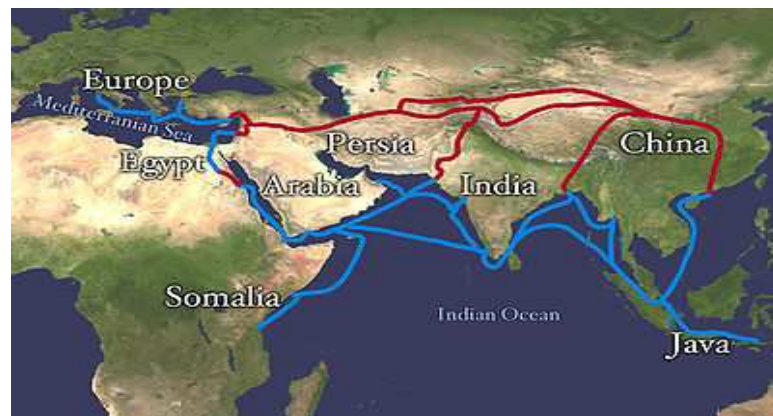 Europe
Mediterranean Sea
Egypt
Persia
China
Arabia
India
Somalia
Indian Ocean
Java